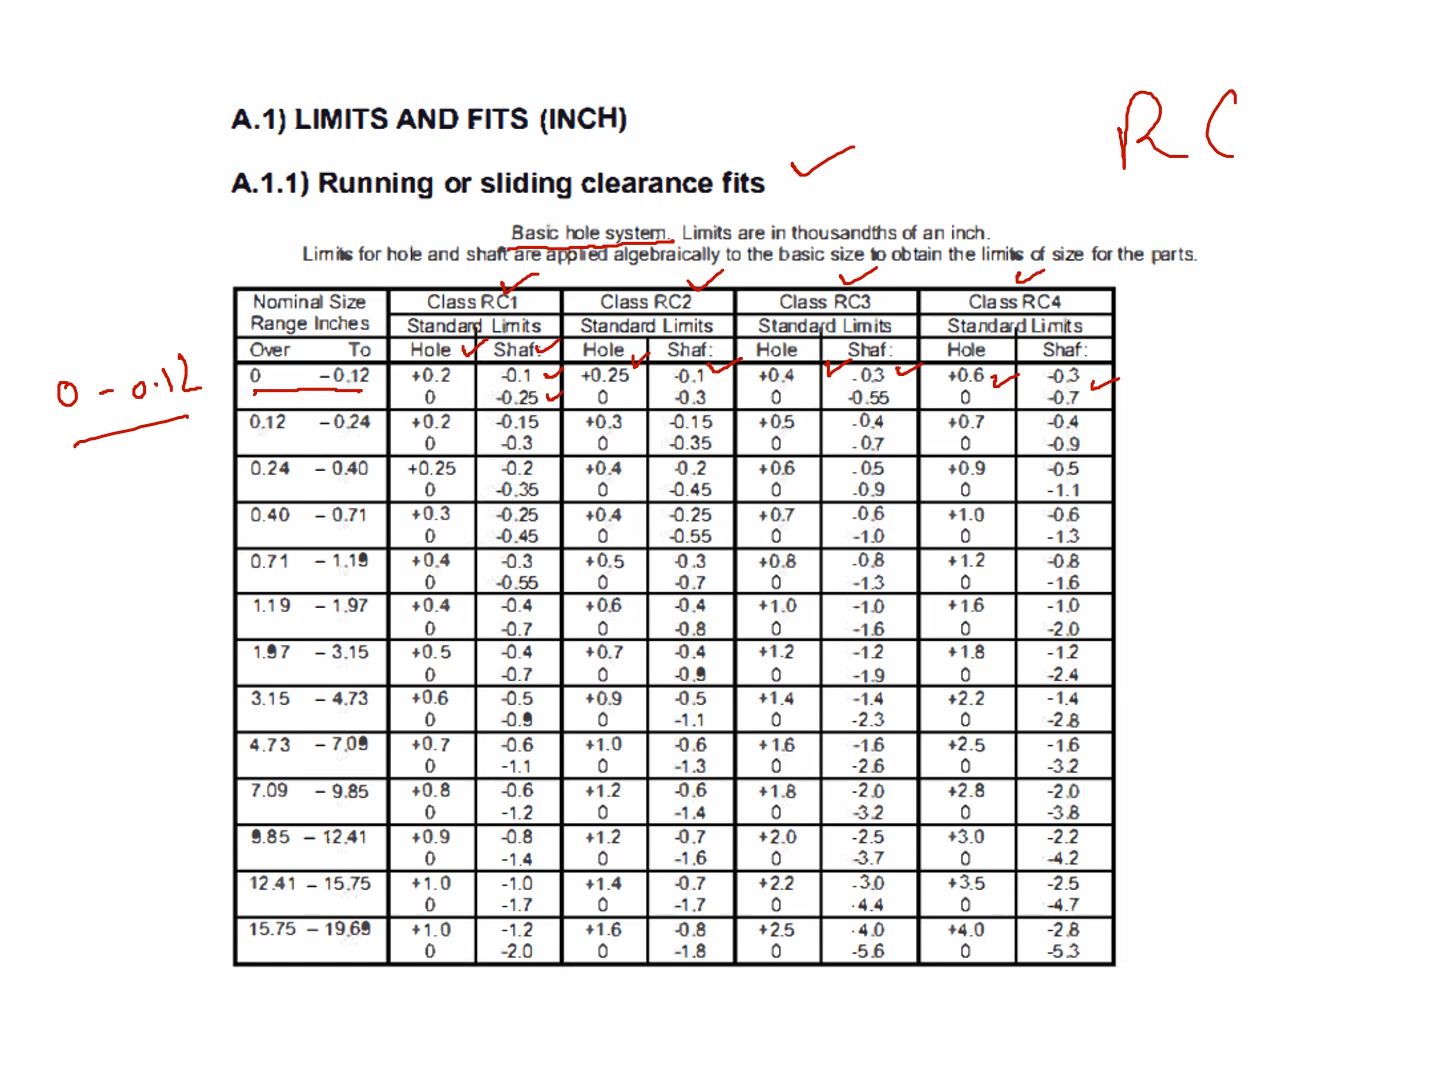 R C
A.1) LIMITS AND FITS (INCH)
A.1.1) Running or sliding clearance fits
Basic hole system. Limits are in thousandths of an inch.
Limits for hole and shaft are applied algebraically to the basic size to obtain the limits of size for the parts.
Nominal Size Class RC1 Class RC2 Class RC3 Class RC4
Range Inches Standard Limits Standard Limits Standard Limits Standard Limits
Over To Hole Shaf: Hole Shaf: Hole Shaf: Hole Shaf:
0 - 0.12
0 -0.12 +0.2 -0.1 +0.25 -0.1 +0.4 -0.3 +0.6 -0.3
0 -0.25 0 -0.3 0 -0.55 0 -0.7
0.12 -0.24 +0.2 -0.15 +0.3 -0.15 +0.5 -0.4 +0.7 -0.4
0 -0.3 0 -0.35 0 -0.7 0 -0.9
0.24 -0.40 +0.25 -0.2 +0.4 -0.2 +0.6 -0.5 +0.9 -0.5
0 -0.35 0 -0.45 0 -0.9 0 -1.1
0.40 -0.71 +0.3 -0.25 +0.4 -0.25 +0.7 -0.6 +1.0 -0.6
0 -0.45 0 -0.55 0 -1.0 0 -1.3
0.71 -1.19 +0.4 -0.3 +0.5 -0.3 +0.8 -0.8 +1.2 -0.8
0 -0.55 0 -0.7 0 -1.3 0 -1.6
1.19 -1.97 +0.4 -0.4 +0.6 -0.4 +1.0 -1.0 +1.6 -1.0
0 -0.7 0 -0.8 0 -1.6 0 -2.0
1.97 -3.15 +0.5 -0.4 +0.7 -0.4 +1.2 -1.2 +1.8 -1.2
0 -0.7 0 -0.9 0 -1.9 0 -2.4
3.15 -4.73 +0.6 -0.5 +0.9 -0.5 +1.4 -1.4 +2.2 -1.4
0 -0.9 0 -1.1 0 -2.3 0 -2.8
4.73 -7.09 +0.7 -0.6 +1.0 -0.6 +1.6 -1.6 +2.5 -1.6
0 -1.1 0 -1.3 0 -2.6 0 -3.2
7.09 -9.85 +0.8 -0.6 +1.2 -0.6 +1.8 -2.0 +2.8 -2.0
0 -1.2 0 -1.4 0 -3.2 0 -3.8
9.85 -12.41 +0.9 -0.8 +1.2 -0.7 +2.0 -2.5 +3.0 -2.2
0 -1.4 0 -1.6 0 -3.7 0 -4.2
12.41 -15.75 +1.0 -1.0 +1.4 -0.7 +2.2 -3.0 +3.5 -2.5
0 -1.7 0 -1.7 0 -4.4 0 -4.7
15.75 -19.69 +1.0 -1.2 +1.6 -0.8 +2.5 -4.0 +4.0 -2.8
0 -2.0 0 -1.8 0 -5.6 0 -5.3